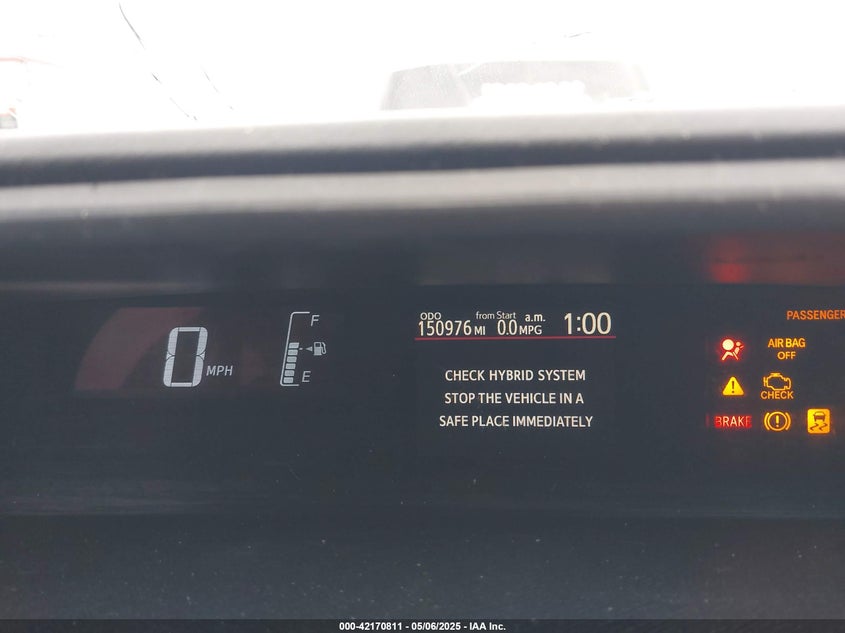 0 MPH
F
E
ODO
150976 MI
from Start
0.0 MPG
a.m.
1:00
CHECK HYBRID SYSTEM
STOP THE VEHICLE IN A
SAFE PLACE IMMEDIATELY
PASSENGER
AIR BAG
OFF
CHECK
BRAKE
000-42170811 - 05/06/2025 - IAA Inc.